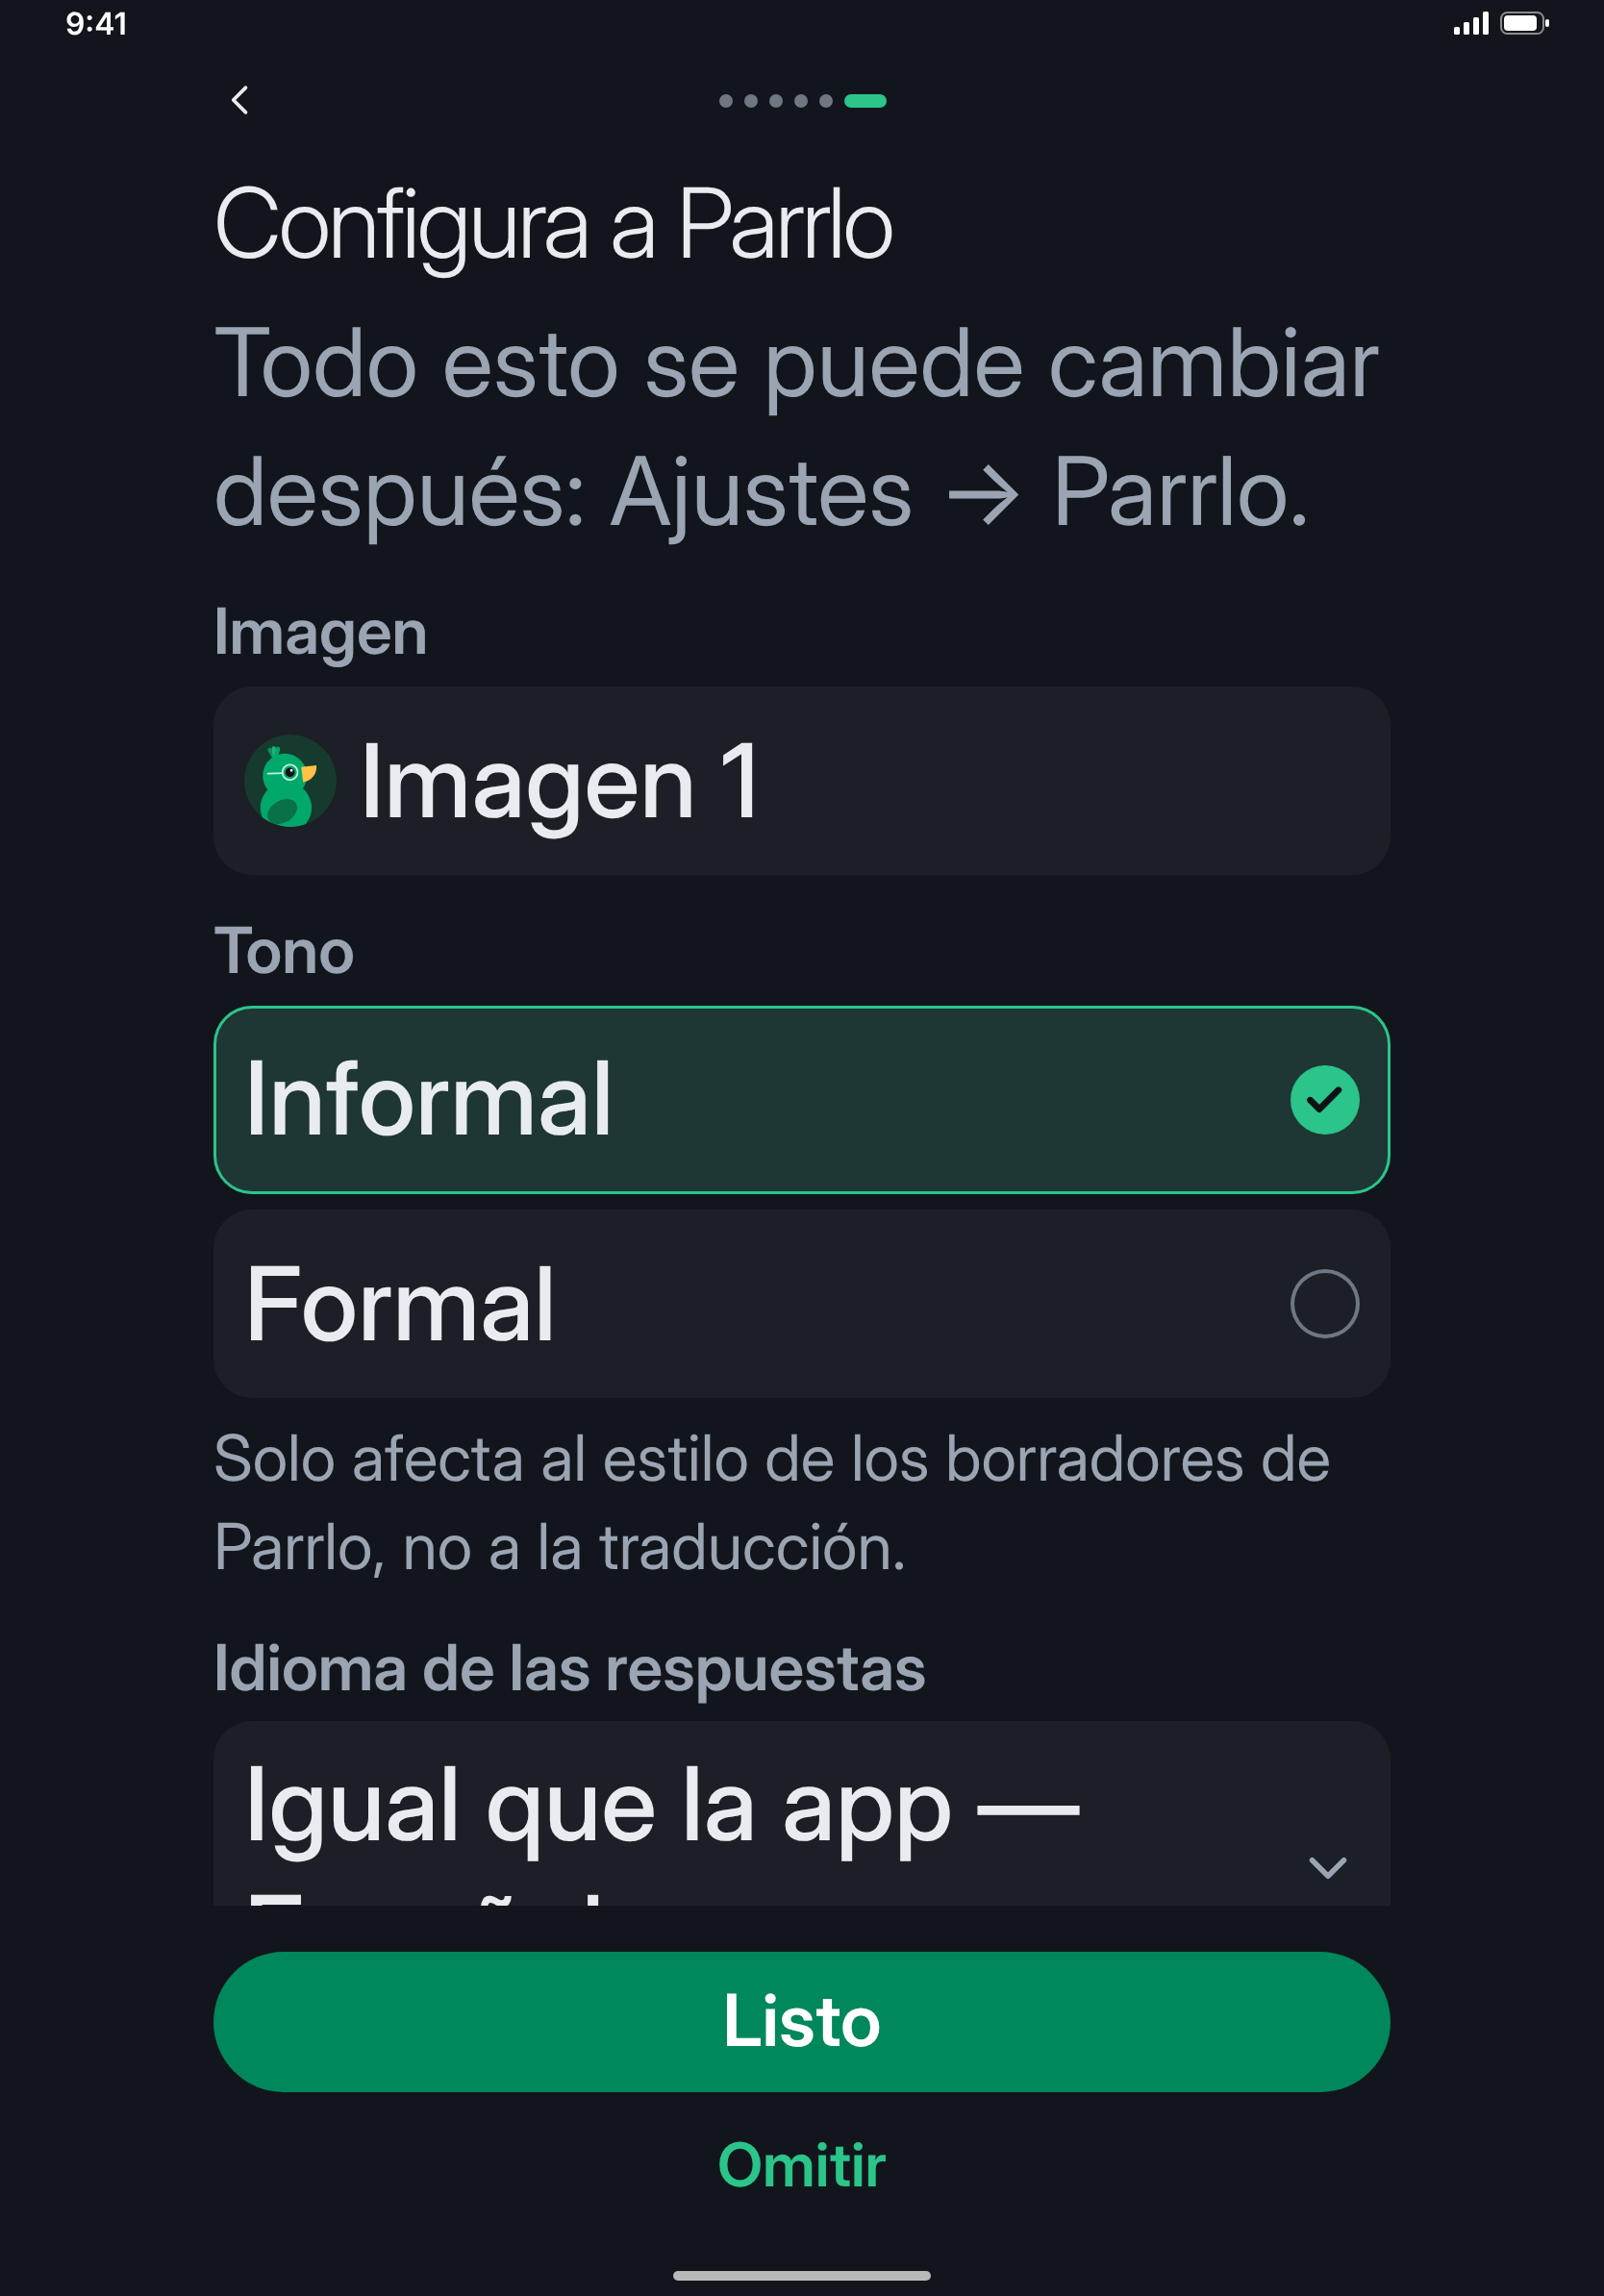 9:41
Configura a Parrlo
Todo esto se puede cambiar
después: Ajustes → Parrlo.
Imagen
Imagen 1
Tono
Informal
Formal
Solo afecta al estilo de los borradores de
Parrlo, no a la traducción.
Idioma de las respuestas
Igual que la app —
Listo
Omitir